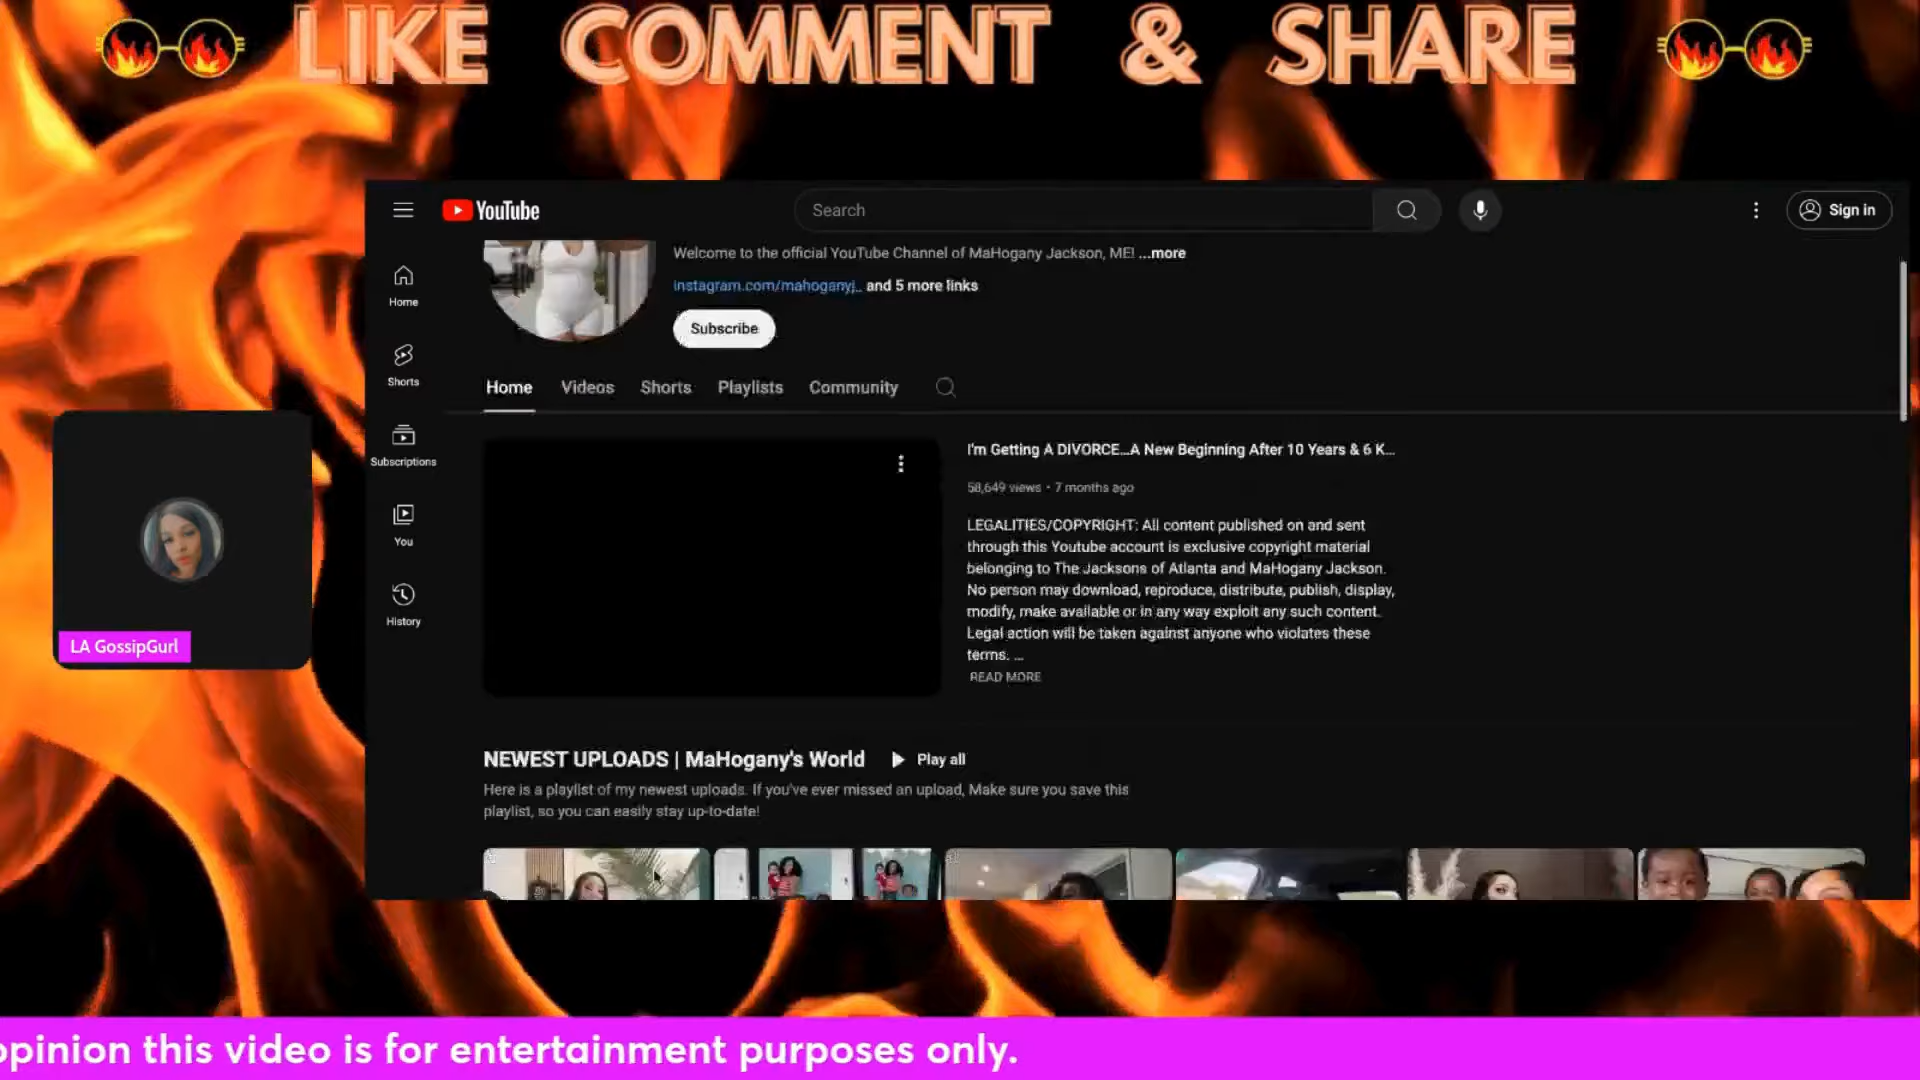 LIKE COMMENT & SHARE
YouTube
Search
Sign in
Welcome to the official YouTube Channel of MaHogany Jackson, ME! ...more
instagram.com/mahoganyj.. and 5 more links
Subscribe
Home
Shorts
Subscriptions
You
History
Home Videos Shorts Playlists Community
I'm Getting A DIVORCE...A New Beginning After 10 Years & 6 K...
58,649 views • 7 months ago
LEGALITIES/COPYRIGHT: All content published on and sent
through this Youtube account is exclusive copyright material
belonging to The Jacksons of Atlanta and MaHogany Jackson.
No person may download, reproduce, distribute, publish, display,
modify, make available or in any way exploit any such content.
Legal action will be taken against anyone who violates these
terms. ...
READ MORE
LA GossipGurl
NEWEST UPLOADS | MaHogany's World
Play all
Here is a playlist of my newest uploads. If you've ever missed an upload, Make sure you save this
playlist, so you can easily stay up-to-date!
opinion this video is for entertainment purposes only.